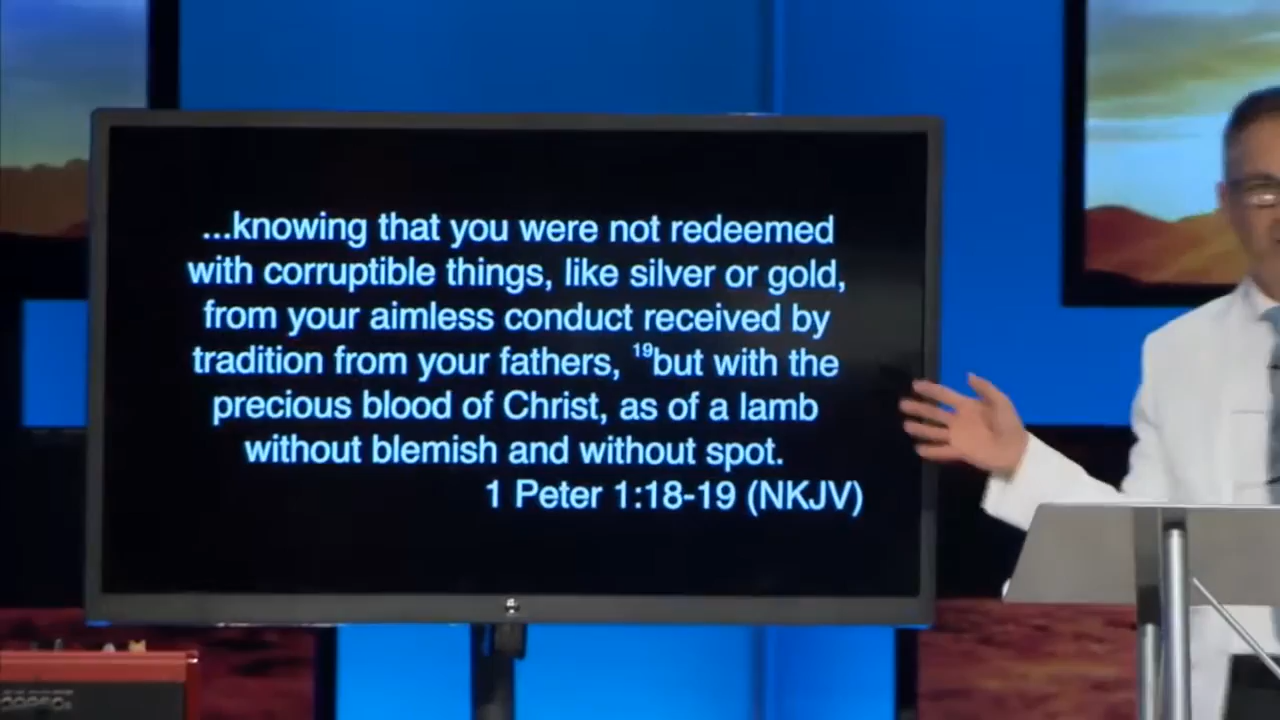 ...knowing that you were not redeemed
with corruptible things, like silver or gold,
from your aimless conduct received by
tradition from your fathers, ¹⁹but with the
precious blood of Christ, as of a lamb
without blemish and without spot.
1 Peter 1:18-19 (NKJV)